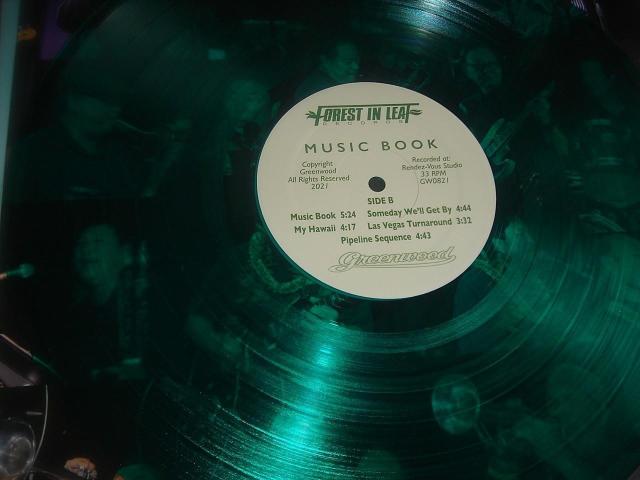 FOREST IN LEAF
RECORDS
MUSIC BOOK
Copyright
Greenwood
All Rights Reserved
2021
Recorded at:
Rendez-Vous Studio
33 RPM
GW0821
SIDE B
Music Book 5:24 Someday We'll Get By 4:44
My Hawaii 4:17 Las Vegas Turnaround 3:32
Pipeline Sequence 4:43
Greenwood